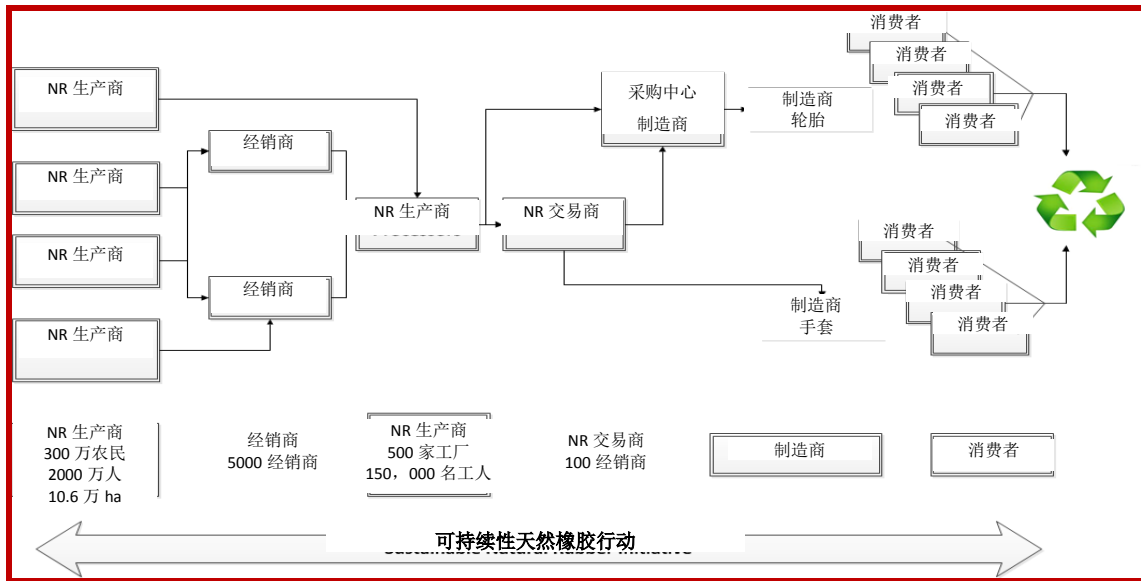 消费者
消费者
消费者
消费者
NR 生产商
采购中心
制造商
制造商
轮胎
经销商
NR 生产商
NR 生产商
NR 交易商
NR 生产商
经销商
NR 生产商
消费者
消费者
消费者
消费者
制造商
手套
NR 生产商
300 万农民
2000 万人
10.6 万 ha
经销商
5000 经销商
NR 生产商
500 家工厂
150，000 名工人
NR 交易商
100 经销商
制造商
消费者
可持续性天然橡胶行动